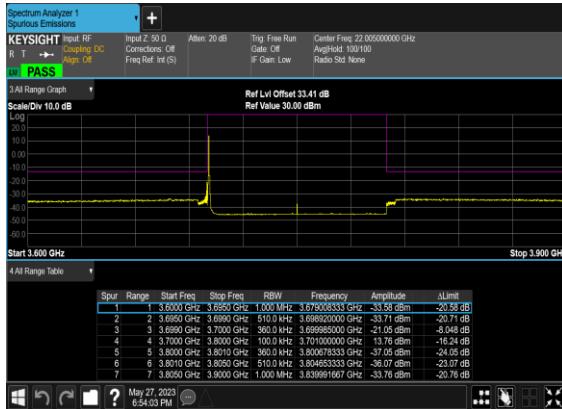 Spectrum Analyzer 1
Spurious Emissions
+
KEYSIGHT Input: RF Input Z: 50 Ω Atten: 20 dB Trig: Free Run Center Freq: 22.005000000 GHz
R T Coupling: DC Corrections: Off Gate: Off Avg|Hold: 100/100
Align: Off Freq Ref: Int (S) IF Gain: Low Radio Std: None
PASS
3 All Range Graph
Ref Lvl Offset 33.41 dB
Scale/Div 10.0 dB Ref Value 30.00 dBm
Log
20.0
10.0
0.00
-10.0
-20.0
-30.0
-40.0
-50.0
-60.0
Start 3.600 GHz Stop 3.900 GH
4 All Range Table
Spur Range Start Freq Stop Freq RBW Frequency Amplitude ΔLimit
1 1 3.6000 GHz 3.6950 GHz 1.000 MHz 3.679008333 GHz -33.58 dBm -20.58 dB
2 2 3.6950 GHz 3.6990 GHz 510.0 kHz 3.698920000 GHz -33.71 dBm -20.71 dB
3 3 3.6990 GHz 3.7000 GHz 360.0 kHz 3.699985000 GHz -21.05 dBm -8.048 dB
4 4 3.7000 GHz 3.8000 GHz 100.0 kHz 3.701000000 GHz 13.76 dBm -16.24 dB
5 5 3.8000 GHz 3.8010 GHz 360.0 kHz 3.800678333 GHz -37.05 dBm -24.05 dB
6 6 3.8010 GHz 3.8050 GHz 510.0 kHz 3.804653333 GHz -36.07 dBm -23.07 dB
7 7 3.8050 GHz 3.9000 GHz 1.000 MHz 3.839991667 GHz -33.76 dBm -20.76 dB
? May 27, 2023
6:54:03 PM